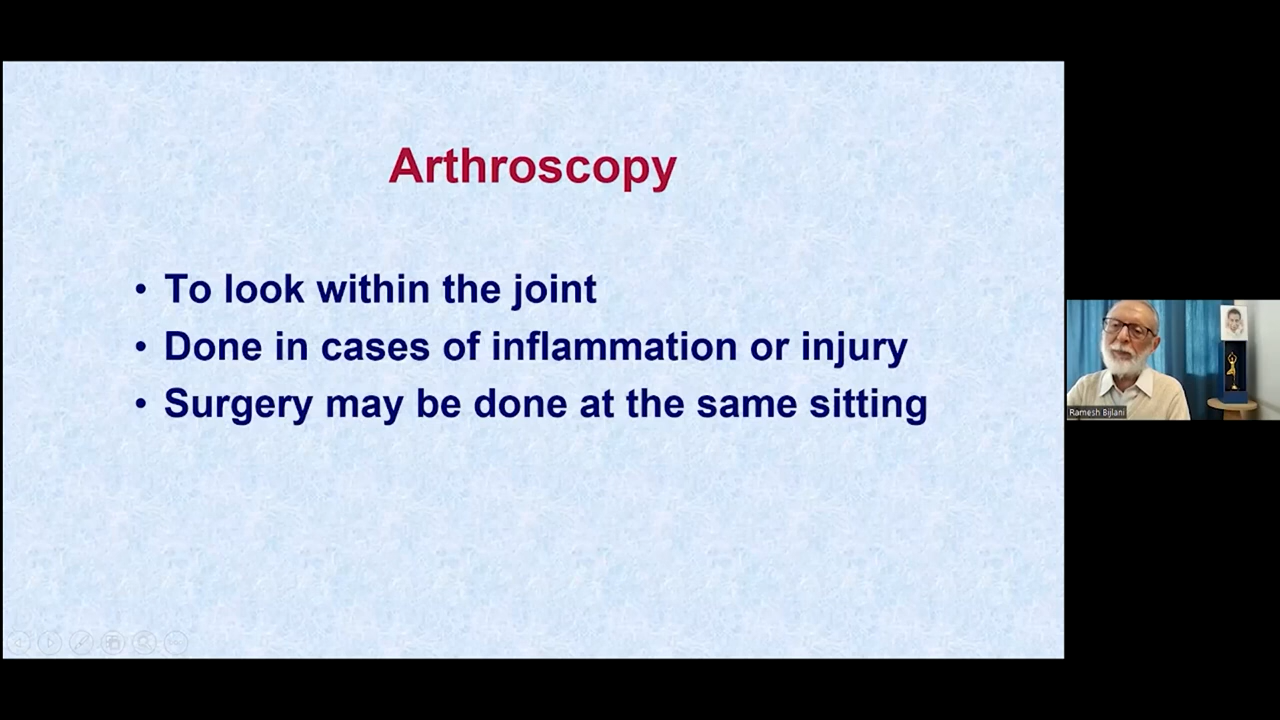 Arthroscopy
• To look within the joint
• Done in cases of inflammation or injury
• Surgery may be done at the same sitting
Ramesh Bijlani